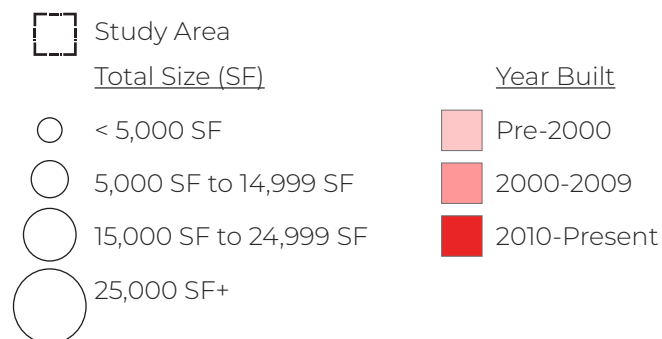 Study Area
Total Size (SF)
< 5,000 SF
5,000 SF to 14,999 SF
15,000 SF to 24,999 SF
25,000 SF+
Year Built
Pre-2000
2000-2009
2010-Present